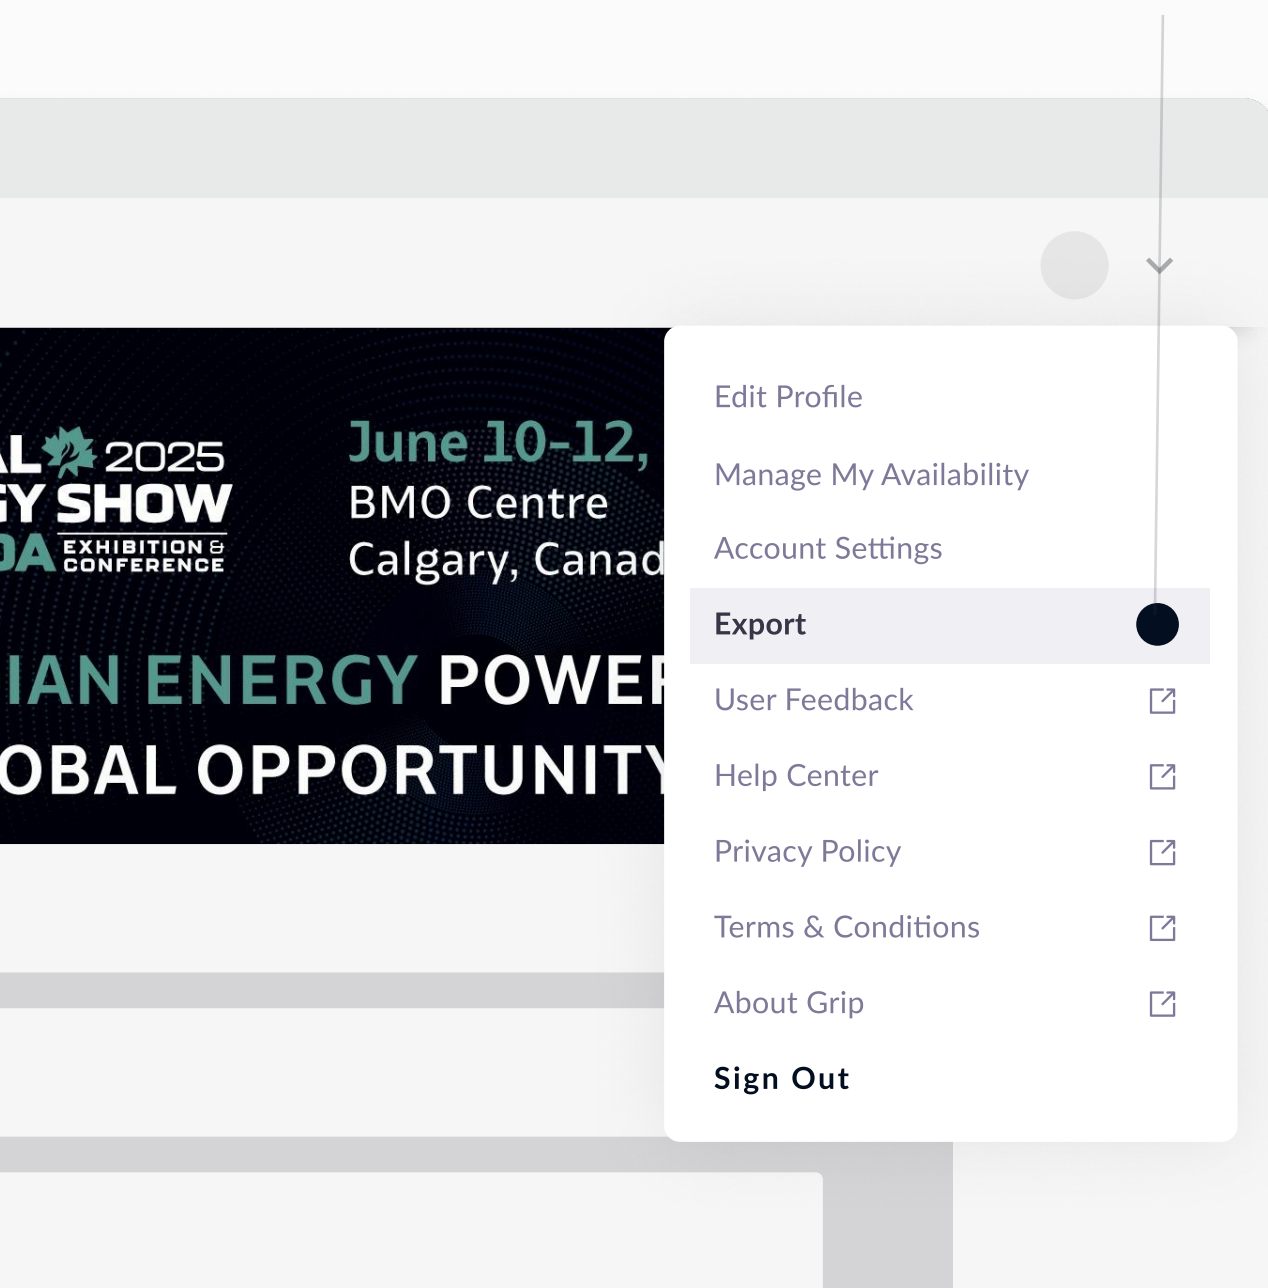 AL 2025
GY SHOW
DA EXHIBITION &
CONFERENCE
June 10-12,
BMO Centre
Calgary, Canad
IAN ENERGY POWER
OBAL OPPORTUNITY
Edit Profile
Manage My Availability
Account Settings
Export
User Feedback
Help Center
Privacy Policy
Terms & Conditions
About Grip
Sign Out